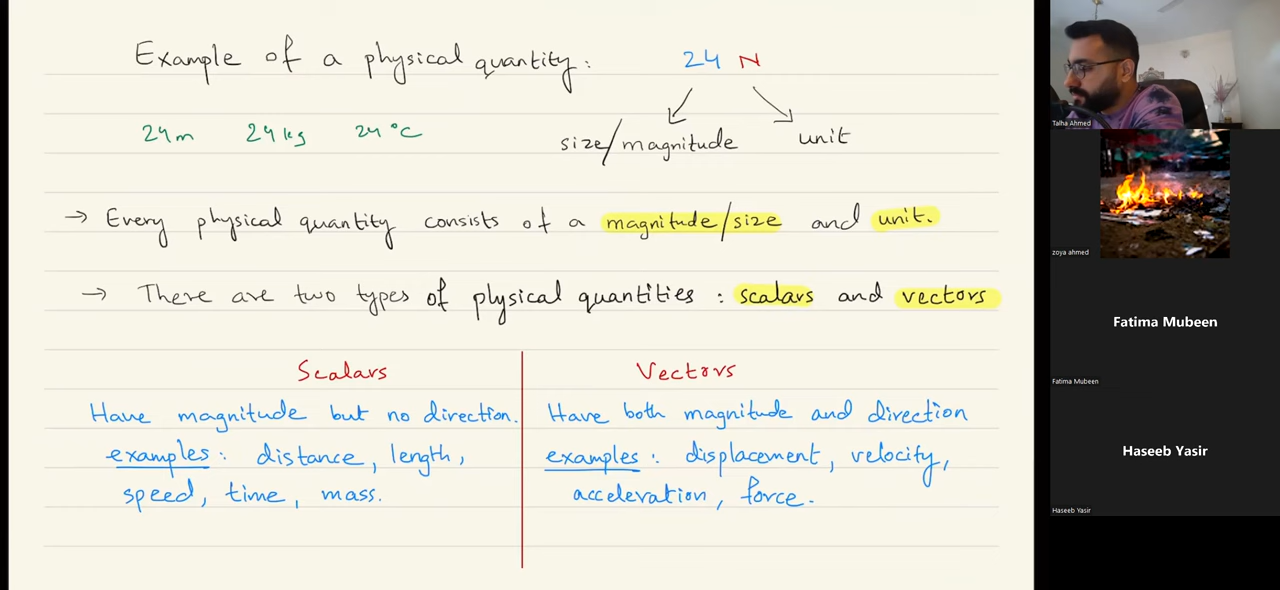 Example of a physical quantity: 24 N
24m 24kg 24°C
size/magnitude unit
→ Every physical quantity consists of a magnitude/size and unit.
→ There are two types of physical quantities : scalars and vectors
Scalars
Have magnitude but no direction.
examples: distance, length,
speed, time, mass.
Vectors
Have both magnitude and direction
examples: displacement, velocity,
acceleration, force.
Talha Ahmed
zoya ahmed
Fatima Mubeen
Fatima Mubeen
Haseeb Yasir
Haseeb Yasir